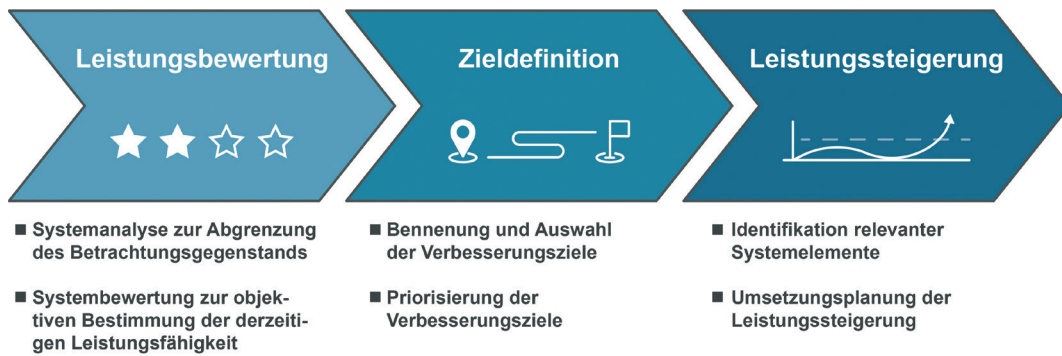 Leistungsbewertung
Zieldefinition
Leistungssteigerung
■ Systemanalyse zur Abgrenzung
des Betrachtungsgegenstands
■ Systembewertung zur objek-
tiven Bestimmung der derzeiti-
gen Leistungsfähigkeit
■ Bennenung und Auswahl
der Verbesserungsziele
■ Priorisierung der
Verbesserungsziele
■ Identifikation relevanter
Systemelemente
■ Umsetzungsplanung der
Leistungssteigerung